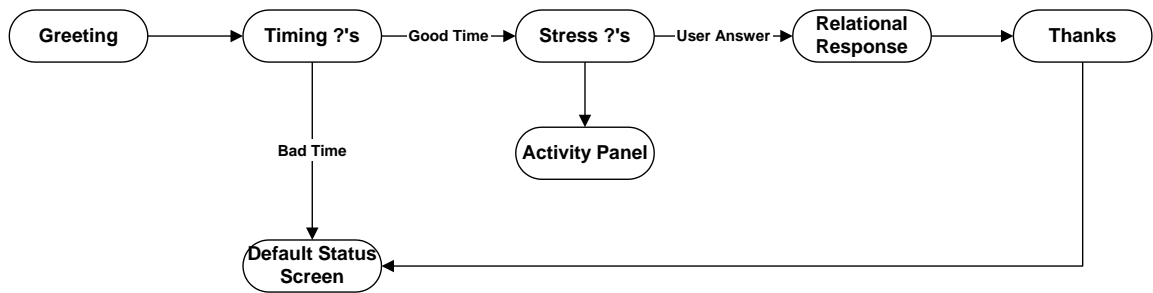 Greeting
Timing ?'s
Good Time
Stress ?'s
User Answer
Relational
Response
Thanks
Bad Time
Activity Panel
Default Status
Screen